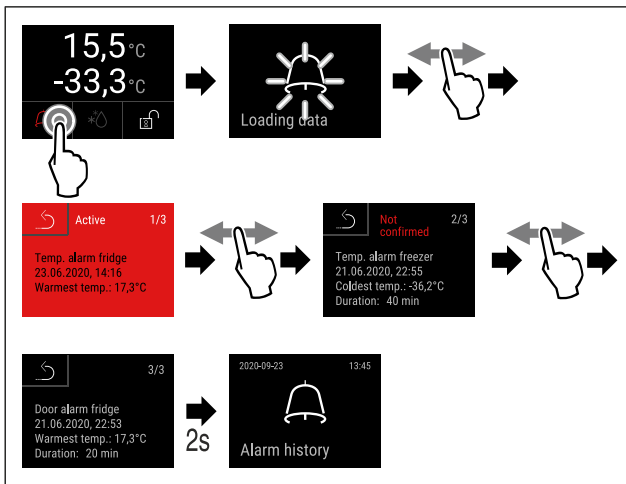 15,5°C
-33,3°C
Loading data
Active 1/3
Temp. alarm fridge
23.06.2020, 14:16
Warmest temp.: 17,3°C
Not
confirmed
2/3
Temp. alarm freezer
21.06.2020, 22:55
Coldest temp.: -36,2°C
Duration: 40 min
3/3
Door alarm fridge
21.06.2020, 22:53
Warmest temp.: 17,3°C
Duration: 20 min
2s
2020-09-23 13:45
Alarm history